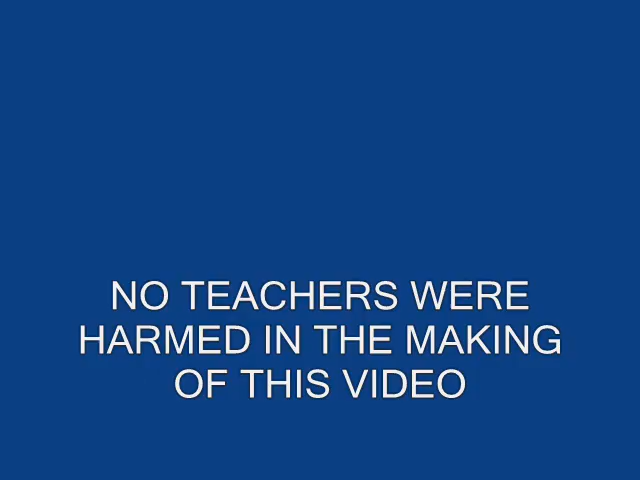 NO TEACHERS WERE
HARMED IN THE MAKING
OF THIS VIDEO